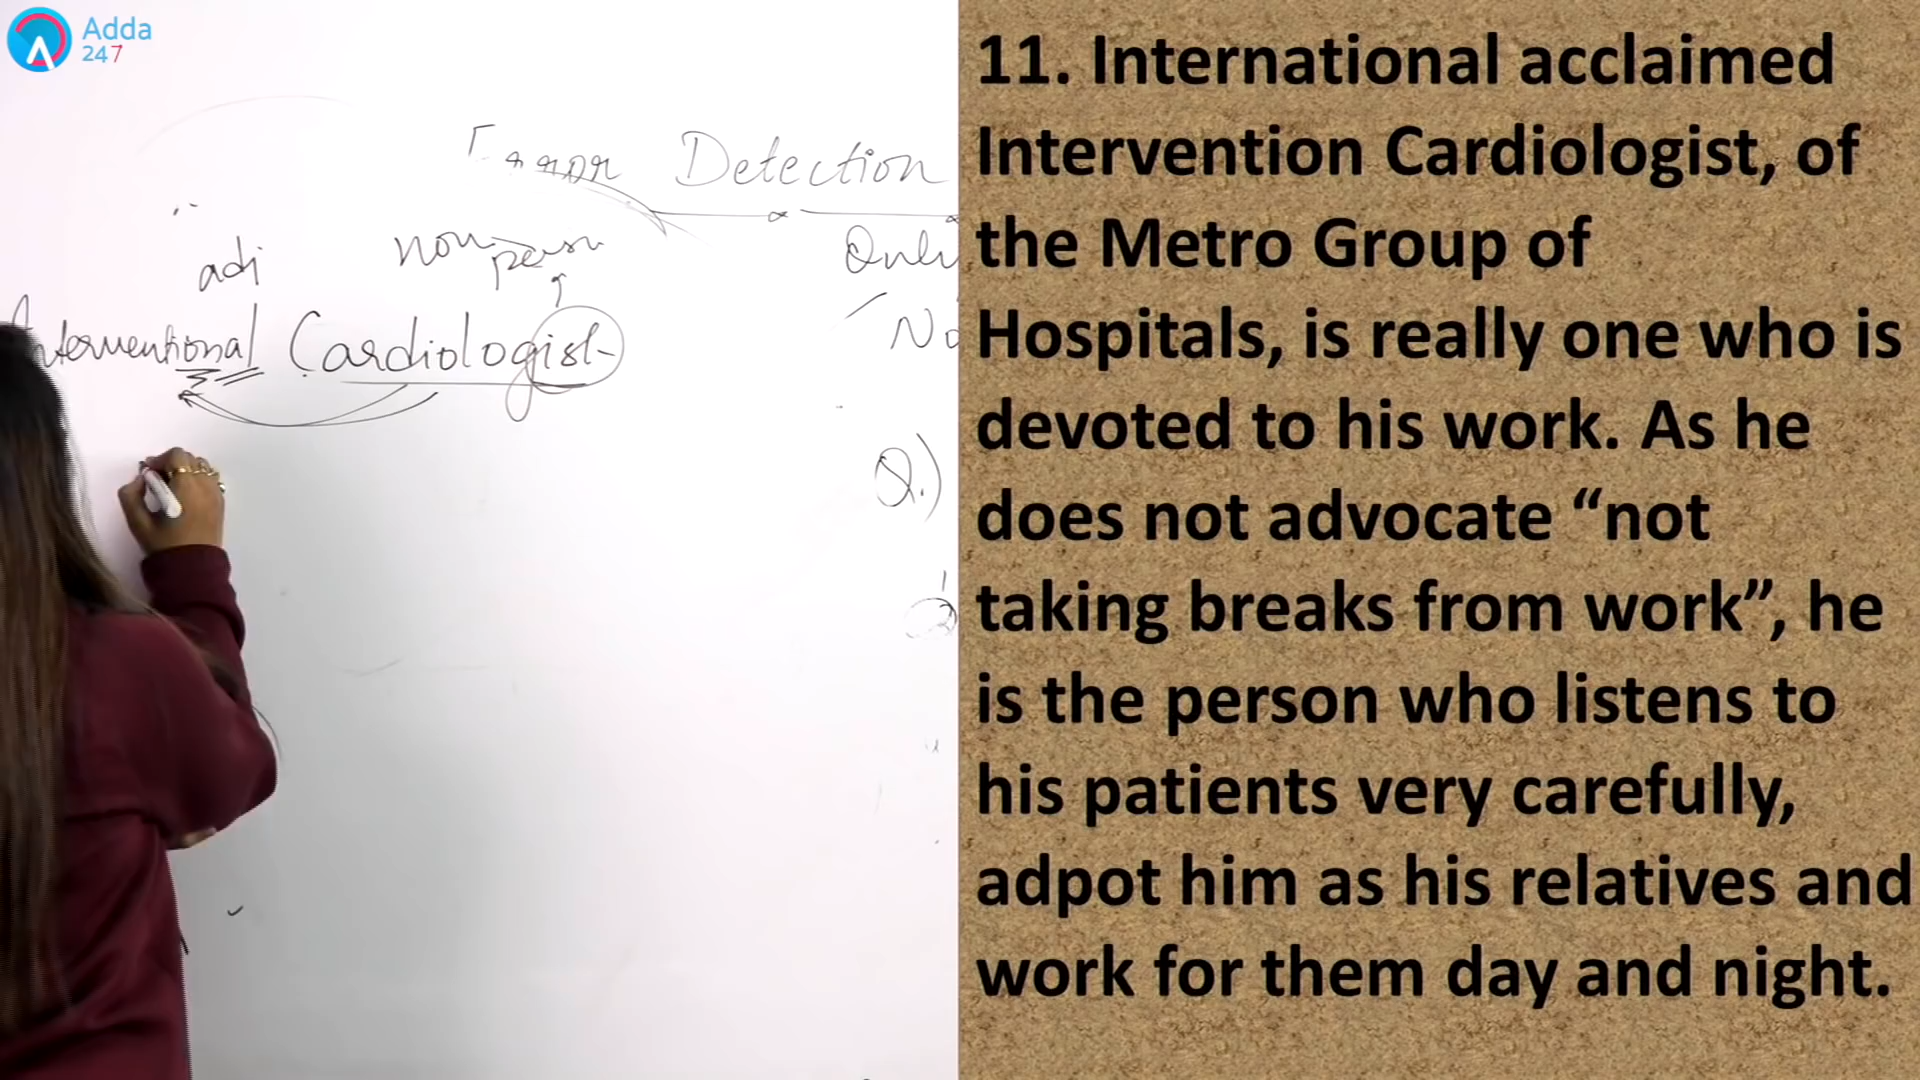 Adda
247
Error Detection
adj noun person
Interventional Cardiologist
Q.)
11. International acclaimed
Intervention Cardiologist, of
the Metro Group of
Hospitals, is really one who is
devoted to his work. As he
does not advocate “not
taking breaks from work”, he
is the person who listens to
his patients very carefully,
adpot him as his relatives and
work for them day and night.